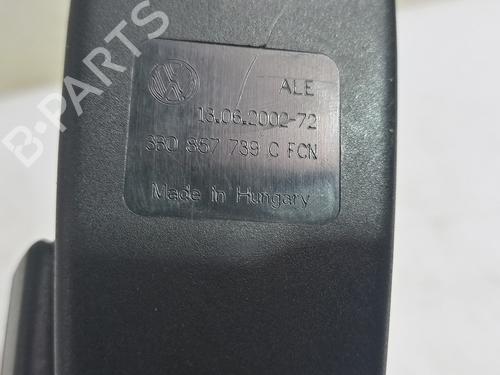 B-PARTS
ALE
13.06.2002-72
3B0 857 739 C FCN
Made in Hungary